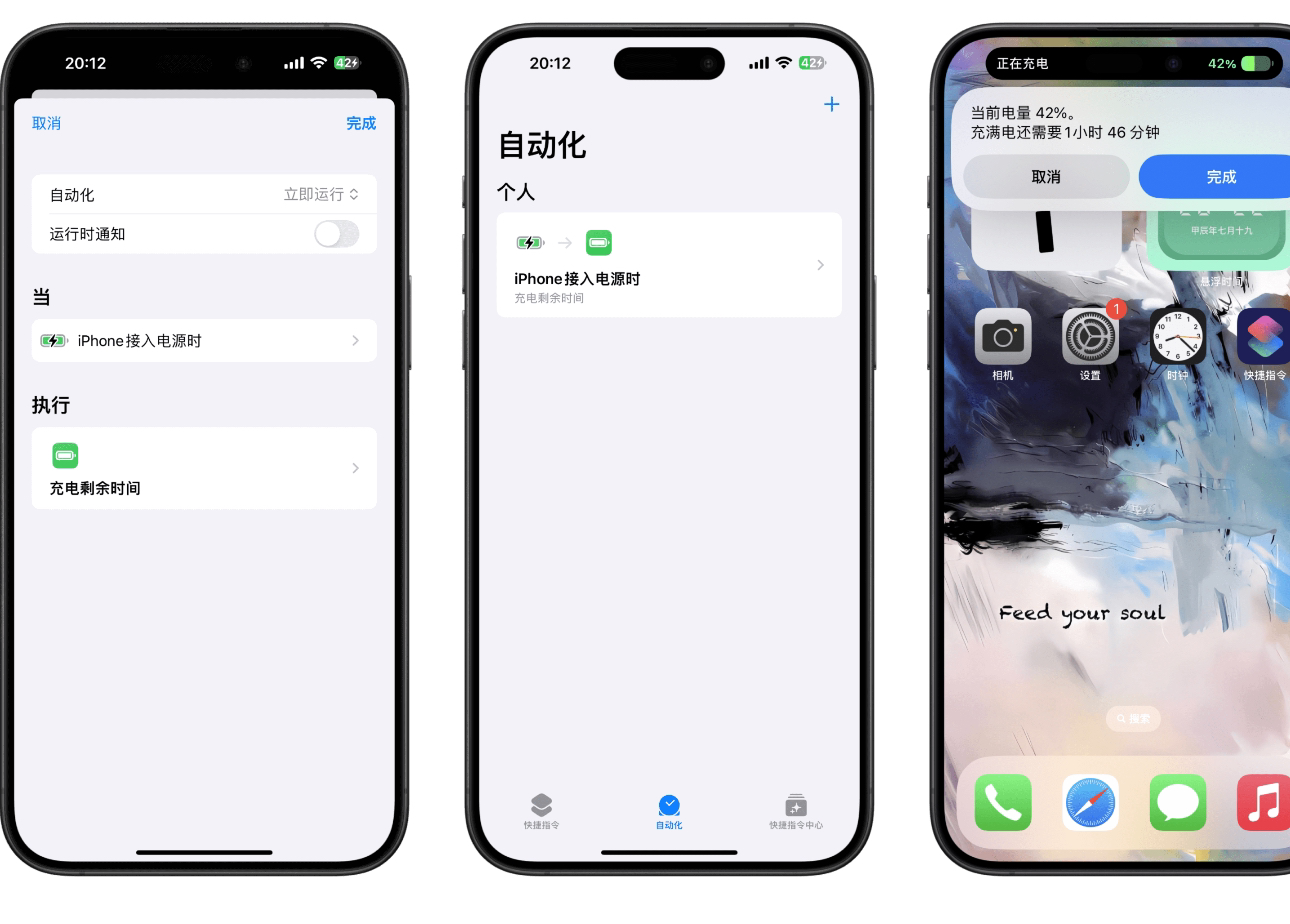 20:12
42
取消
完成
自动化
立即运行
运行时通知
当
iPhone接入电源时
执行
充电剩余时间
20:12
42
自动化
个人
iPhone接入电源时
充电剩余时间
快捷指令
自动化
快捷指令中心
正在充电
42%
当前电量 42%。
充满电还需要1小时 46 分钟
取消
完成
甲辰年七月十九
悬浮时间
1
相机
设置
时钟
快捷指令
Feed your soul
搜索